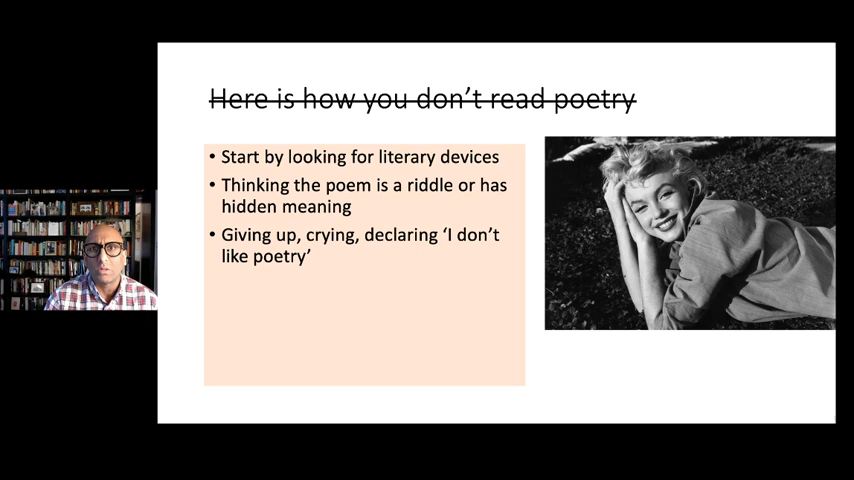 Here is how you don’t read poetry
• Start by looking for literary devices
• Thinking the poem is a riddle or has
hidden meaning
• Giving up, crying, declaring ‘I don’t
like poetry’